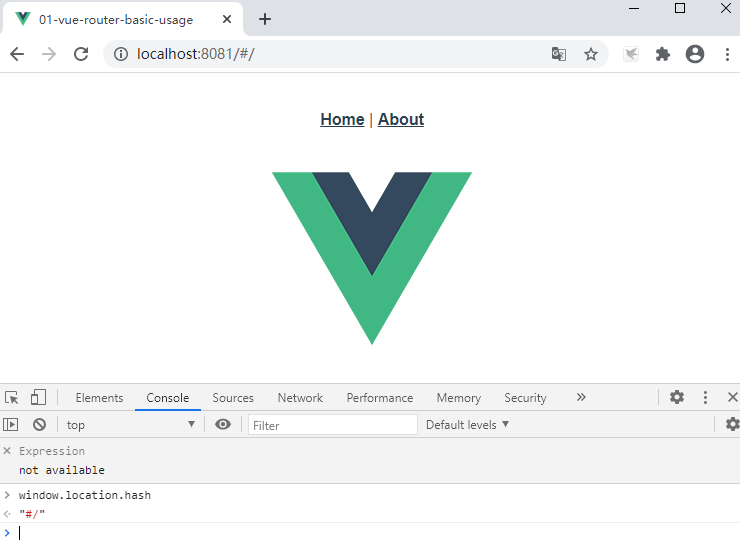 01-vue-router-basic-usage
localhost:8081/#/
Home | About
Elements Console Sources Network Performance Memory Security »
top Filter Default levels
Expression
not available
window.location.hash
"#/"